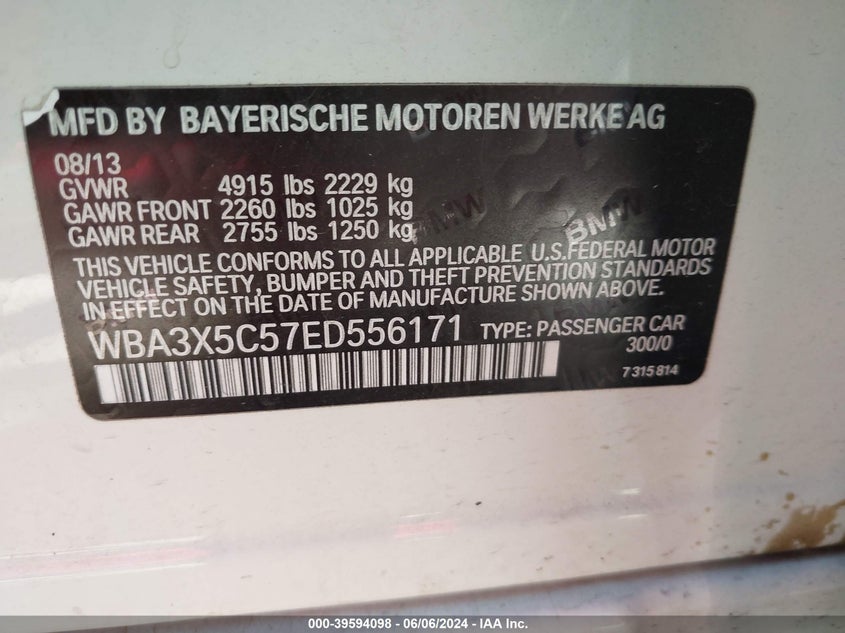 MFD BY BAYERISCHE MOTOREN WERKE AG
08/13
GVWR 4915 lbs 2229 kg
GAWR FRONT 2260 lbs 1025 kg
GAWR REAR 2755 lbs 1250 kg
THIS VEHICLE CONFORMS TO ALL APPLICABLE U.S.FEDERAL MOTOR
VEHICLE SAFETY, BUMPER AND THEFT PREVENTION STANDARDS
IN EFFECT ON THE DATE OF MANUFACTURE SHOWN ABOVE.
WBA3X5C57ED556171 TYPE: PASSENGER CAR
300/0
7 315 814
BMW
BMW
000-39594098 - 06/06/2024 - IAA Inc.